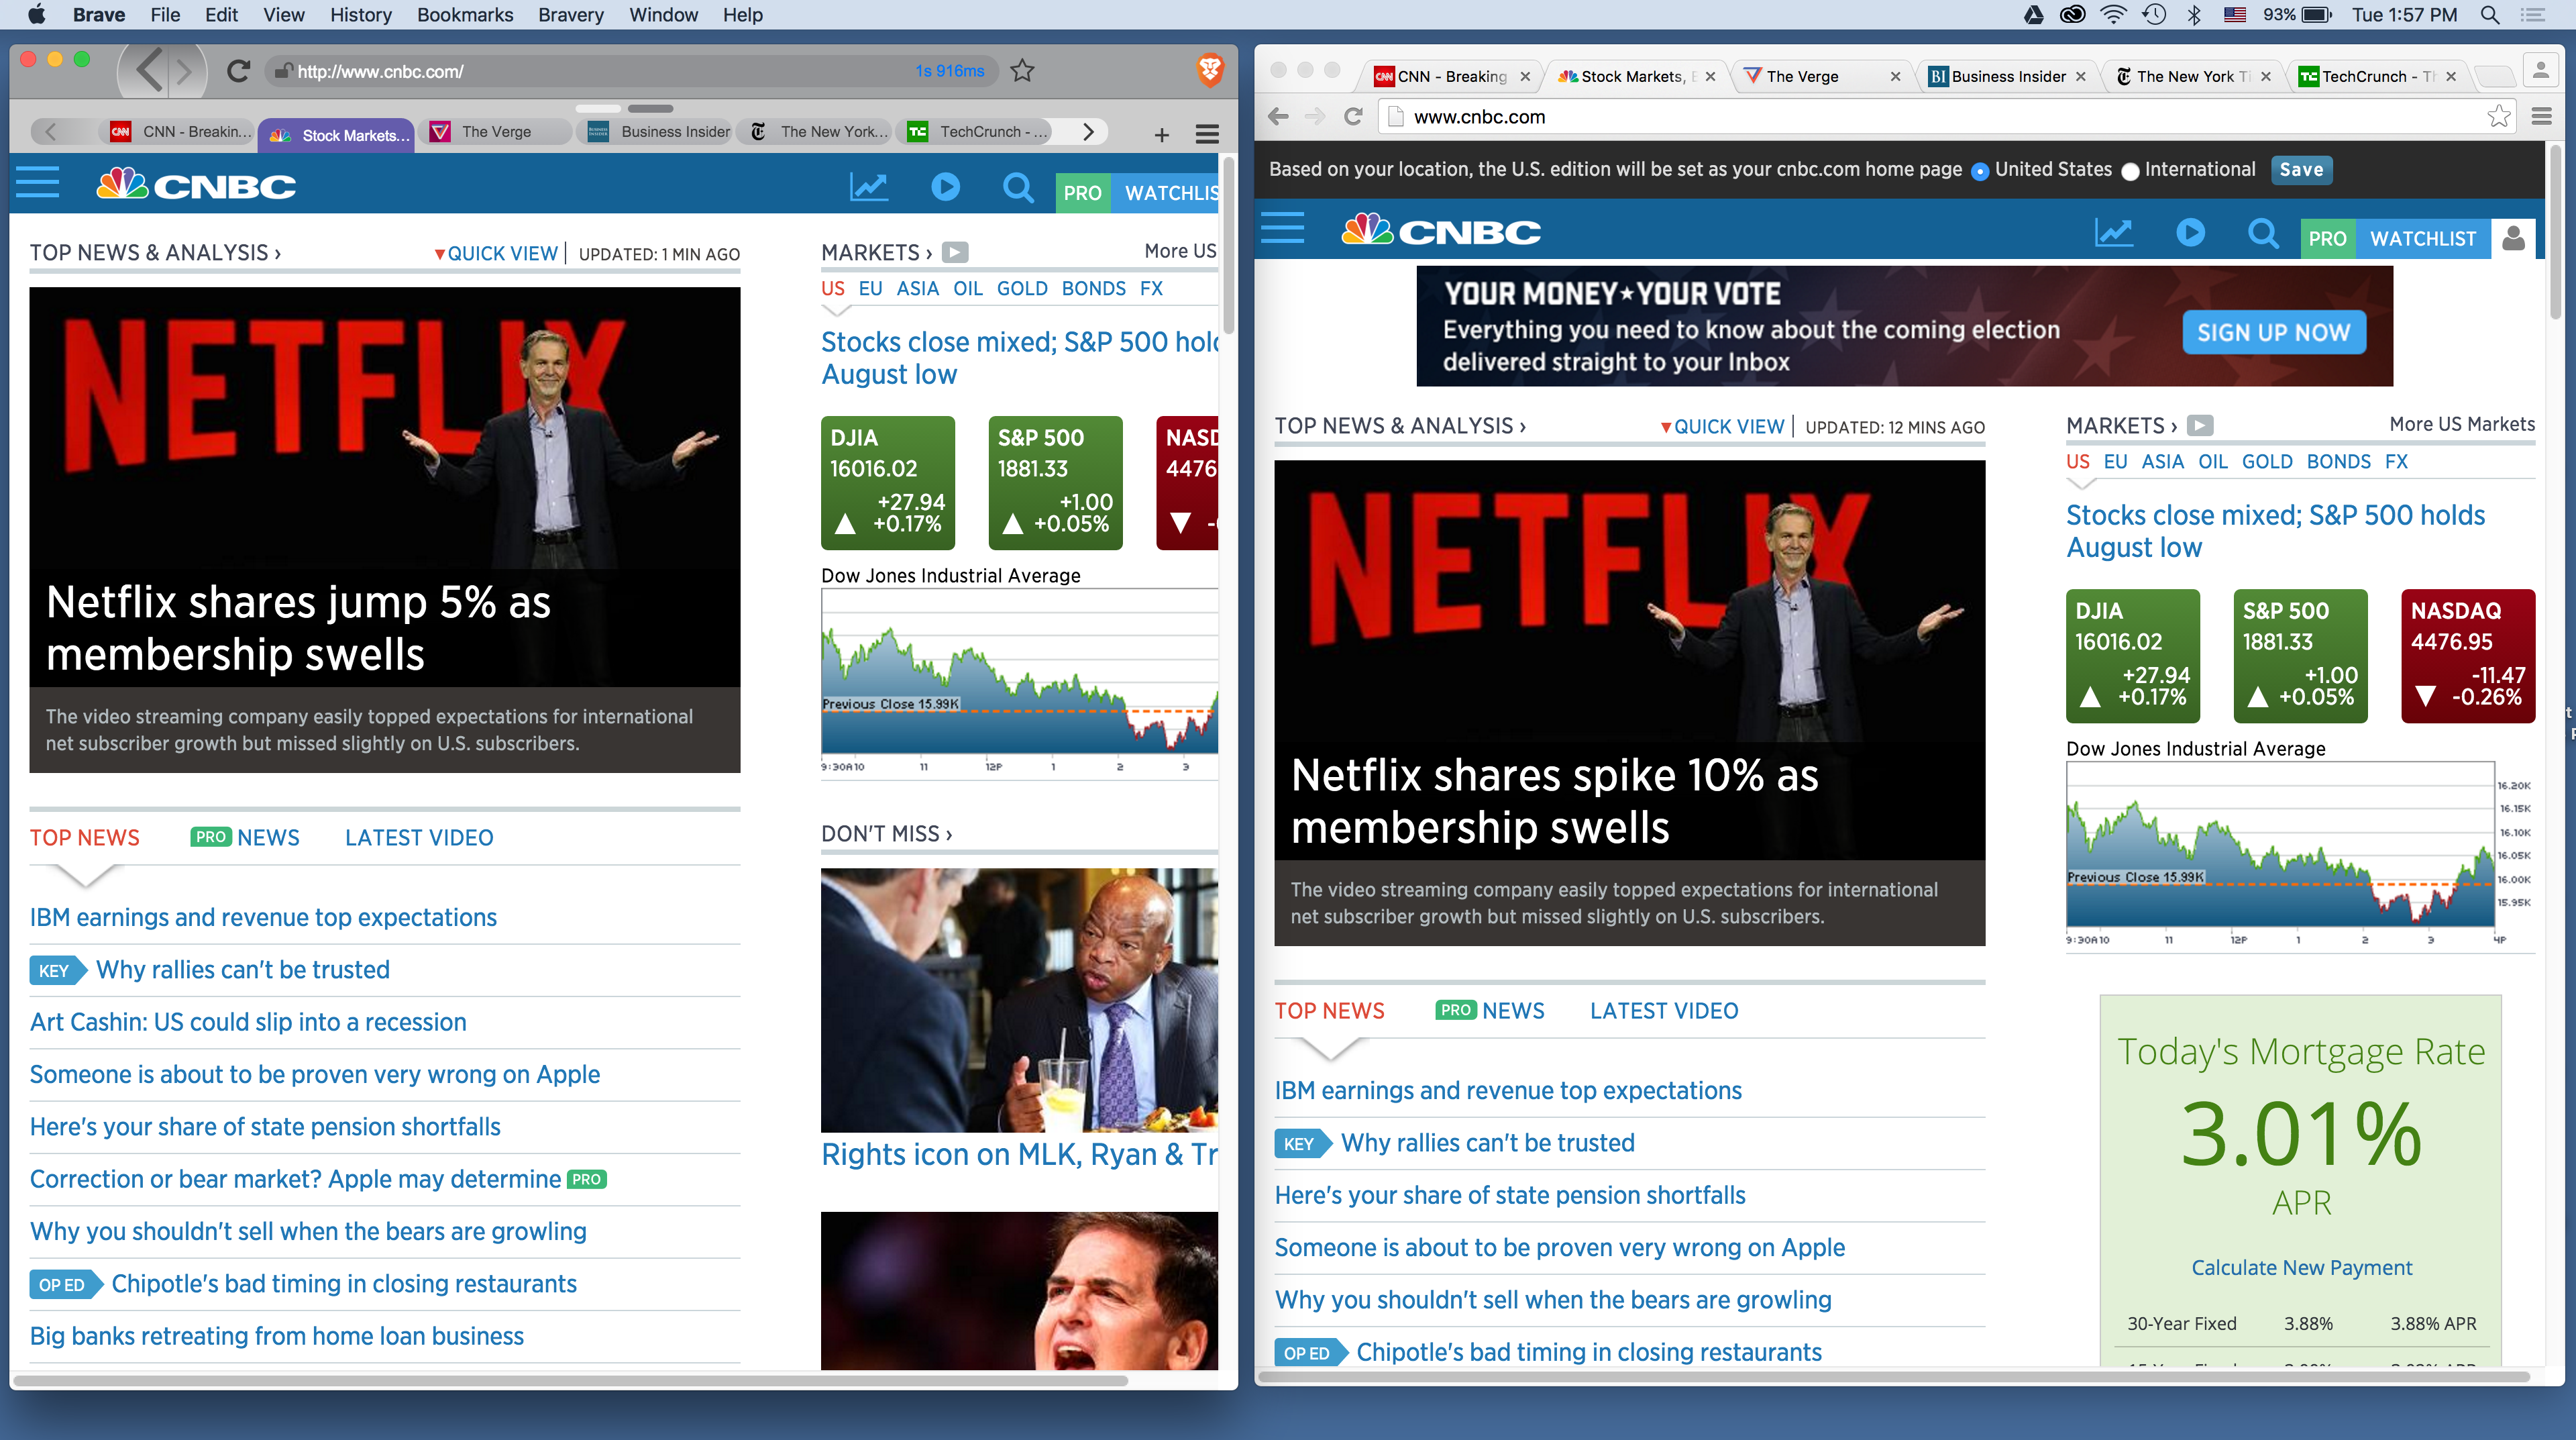 Brave File Edit View History Bookmarks Bravery Window Help
93% Tue 1:57 PM
http://www.cnbc.com/ 1s 916ms
CNN - Breakin... Stock Markets... The Verge Business Insider The New York... TechCrunch - ...
CNBC PRO WATCHLIS
TOP NEWS & ANALYSIS › ▾QUICK VIEW | UPDATED: 1 MIN AGO
NETFLIX
Netflix shares jump 5% as
membership swells
The video streaming company easily topped expectations for international
net subscriber growth but missed slightly on U.S. subscribers.
TOP NEWS PRO NEWS LATEST VIDEO
IBM earnings and revenue top expectations
KEY Why rallies can't be trusted
Art Cashin: US could slip into a recession
Someone is about to be proven very wrong on Apple
Here's your share of state pension shortfalls
Correction or bear market? Apple may determine PRO
Why you shouldn't sell when the bears are growling
OP ED Chipotle's bad timing in closing restaurants
Big banks retreating from home loan business
MARKETS › More US
US EU ASIA OIL GOLD BONDS FX
Stocks close mixed; S&P 500 hold
August low
DJIA
16016.02
+27.94
+0.17%
S&P 500
1881.33
+1.00
+0.05%
NASD
4476
Dow Jones Industrial Average
Previous Close 15.99K
9:30A 10 11 12P 1 2 3
DON'T MISS ›
Rights icon on MLK, Ryan & Tr
CNN - Breaking Stock Markets, The Verge Business Insider The New York Ti TechCrunch - Th
www.cnbc.com
Based on your location, the U.S. edition will be set as your cnbc.com home page United States International Save
CNBC PRO WATCHLIST
YOUR MONEY★YOUR VOTE
Everything you need to know about the coming election
delivered straight to your Inbox
SIGN UP NOW
TOP NEWS & ANALYSIS › ▾QUICK VIEW | UPDATED: 12 MINS AGO
NETFLIX
Netflix shares spike 10% as
membership swells
The video streaming company easily topped expectations for international
net subscriber growth but missed slightly on U.S. subscribers.
TOP NEWS PRO NEWS LATEST VIDEO
IBM earnings and revenue top expectations
KEY Why rallies can't be trusted
Here's your share of state pension shortfalls
Someone is about to be proven very wrong on Apple
Why you shouldn't sell when the bears are growling
OP ED Chipotle's bad timing in closing restaurants
MARKETS › More US Markets
US EU ASIA OIL GOLD BONDS FX
Stocks close mixed; S&P 500 holds
August low
DJIA
16016.02
+27.94
+0.17%
S&P 500
1881.33
+1.00
+0.05%
NASDAQ
4476.95
-11.47
-0.26%
Dow Jones Industrial Average
16.20K
16.15K
16.10K
16.05K
16.00K
15.95K
Previous Close 15.99K
9:30A 10 11 12P 1 2 3 4P
Today's Mortgage Rate
3.01%
APR
Calculate New Payment
30-Year Fixed 3.88% 3.88% APR